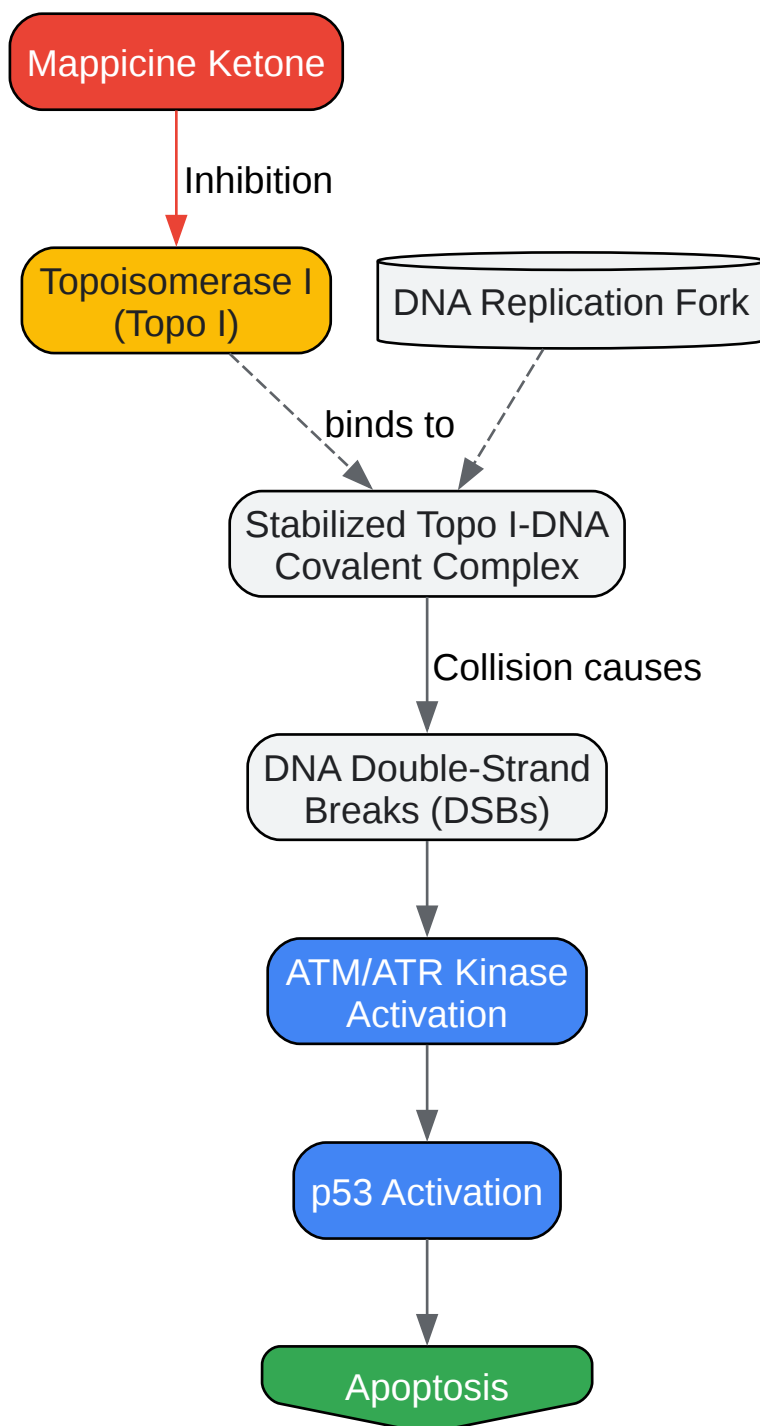 Mappicine Ketone
Inhibition
Topoisomerase I
(Topo I)
DNA Replication Fork
binds to
Stabilized Topo I-DNA
Covalent Complex
Collision causes
DNA Double-Strand
Breaks (DSBs)
ATM/ATR Kinase
Activation
p53 Activation
Apoptosis